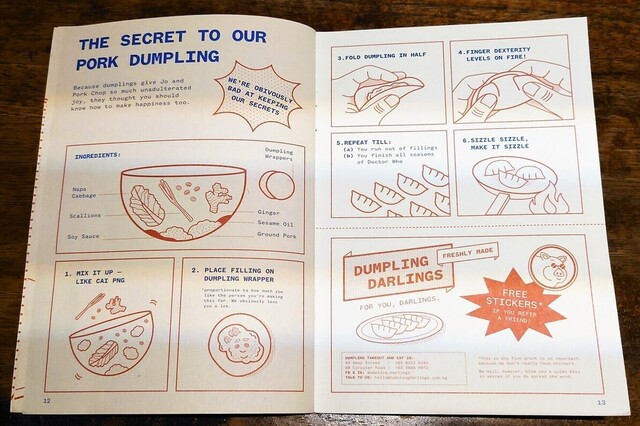 THE SECRET TO OUR
PORK DUMPLING
Because dumplings give Jo and
Pork Chop so much unadulterated
joy, they thought you should
know how to make happiness too.
WE'RE OBVIOUSLY
BAD AT KEEPING
OUR SECRETS
INGREDIENTS:
Dumpling
Wrappers
Napa
Cabbage
Scallions
Soy Sauce
Ginger
Sesame Oil
Ground Pork
1. MIX IT UP —
LIKE CAI PNG
2. PLACE FILLING ON
DUMPLING WRAPPER
*proportionate to how much you
like the person you're making
this for. We obviously love
you a lot.
12
3.FOLD DUMPLING IN HALF
4.FINGER DEXTERITY
LEVELS ON FIRE!
5.REPEAT TILL:
(a) You run out of fillings
(b) You finish all seasons
of Doctor Who
6.SIZZLE SIZZLE,
MAKE IT SIZZLE
DUMPLING
DARLINGS
FRESHLY MADE
FOR YOU, DARLINGS.
FREE
STICKERS*
IF YOU REFER
A FRIEND!
DUMPLING TAKEOUT AND SAY HI:
13